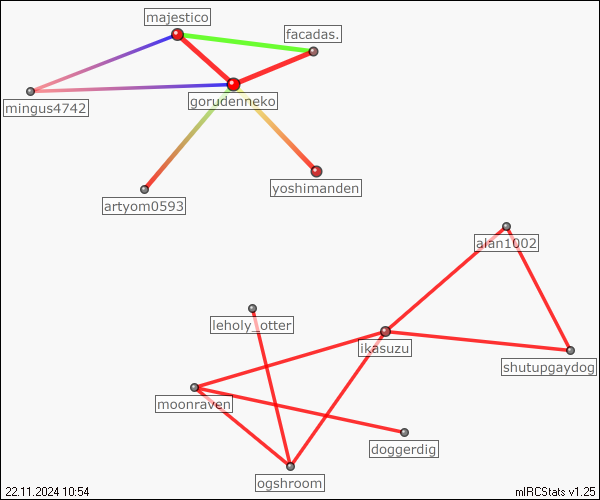 majestico
facadas.
mingus4742
gorudenneko
artyom0593
yoshimanden
alan1002
leholy_otter
ikasuzu
shutupgaydog
moonraven
doggerdig
ogshroom
22.11.2024 10:54
mIRCStats v1.25